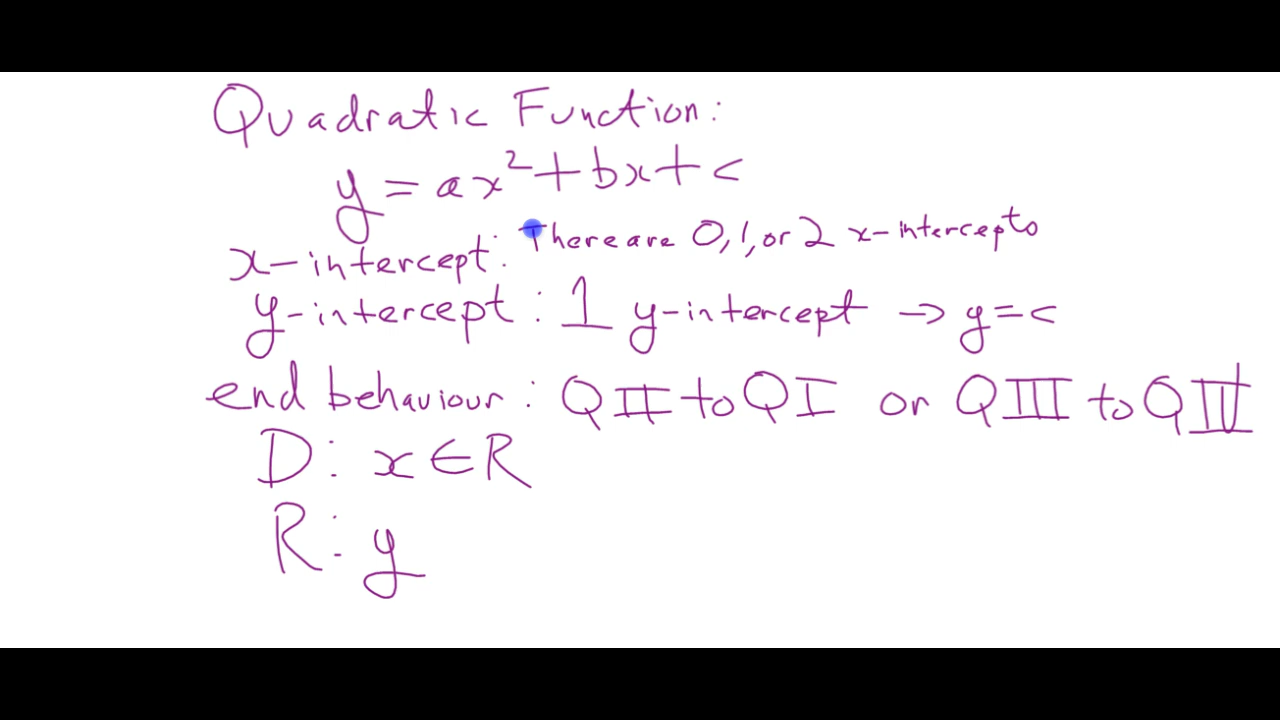 Quadratic Function:
y = ax² + bx + c
x-intercept: There are 0, 1, or 2 x-intercepts
y-intercept: 1 y-intercept → y = c
end behaviour: QII to QI or QIII to QIV
D: x ∈ R
R: y